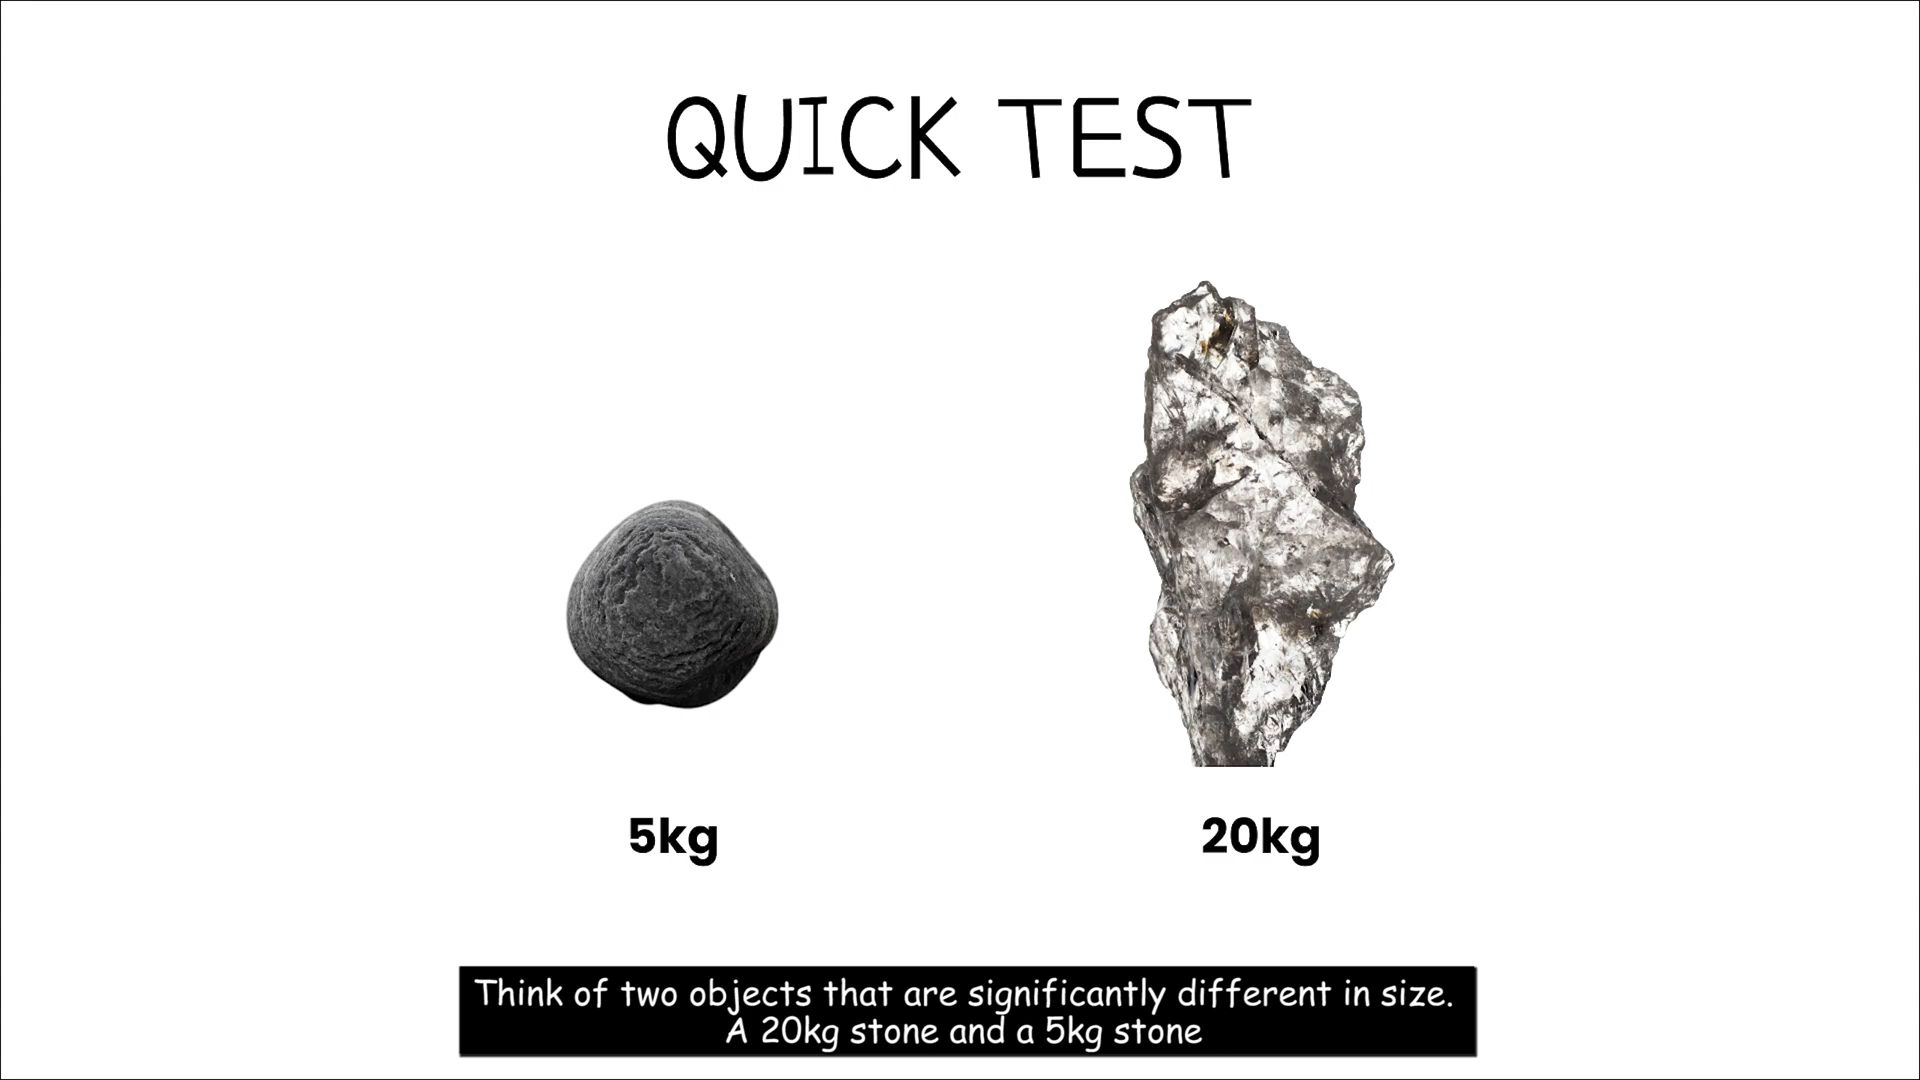 QUICK TEST
5kg
20kg
Think of two objects that are significantly different in size.
A 20kg stone and a 5kg stone